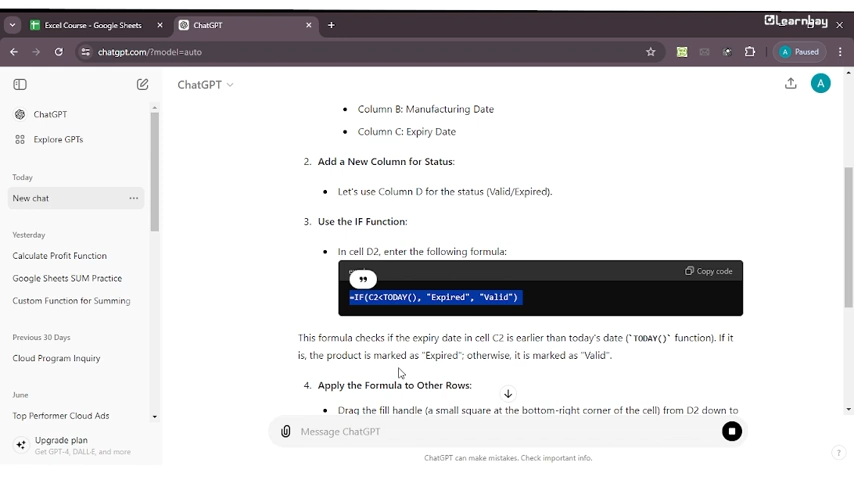 Excel Course - Google Sheets
ChatGPT
Learnbay
chatgpt.com/?model=auto
A
Paused
ChatGPT
A
ChatGPT
Explore GPTs
Today
New chat
Yesterday
Calculate Profit Function
Google Sheets SUM Practice
Custom Function for Summing
Previous 30 Days
Cloud Program Inquiry
June
Top Performer Cloud Ads
Upgrade plan
Get GPT-4, DALL-E, and more
• Column B: Manufacturing Date
• Column C: Expiry Date
2. Add a New Column for Status:
• Let's use Column D for the status (Valid/Expired).
3. Use the IF Function:
• In cell D2, enter the following formula:
Copy code
=IF(C2<TODAY(), "Expired", "Valid")
This formula checks if the expiry date in cell C2 is earlier than today's date (`TODAY()` function). If it
is, the product is marked as "Expired"; otherwise, it is marked as "Valid".
4. Apply the Formula to Other Rows:
• Drag the fill handle (a small square at the bottom-right corner of the cell) from D2 down to
Message ChatGPT
ChatGPT can make mistakes. Check important info.
?